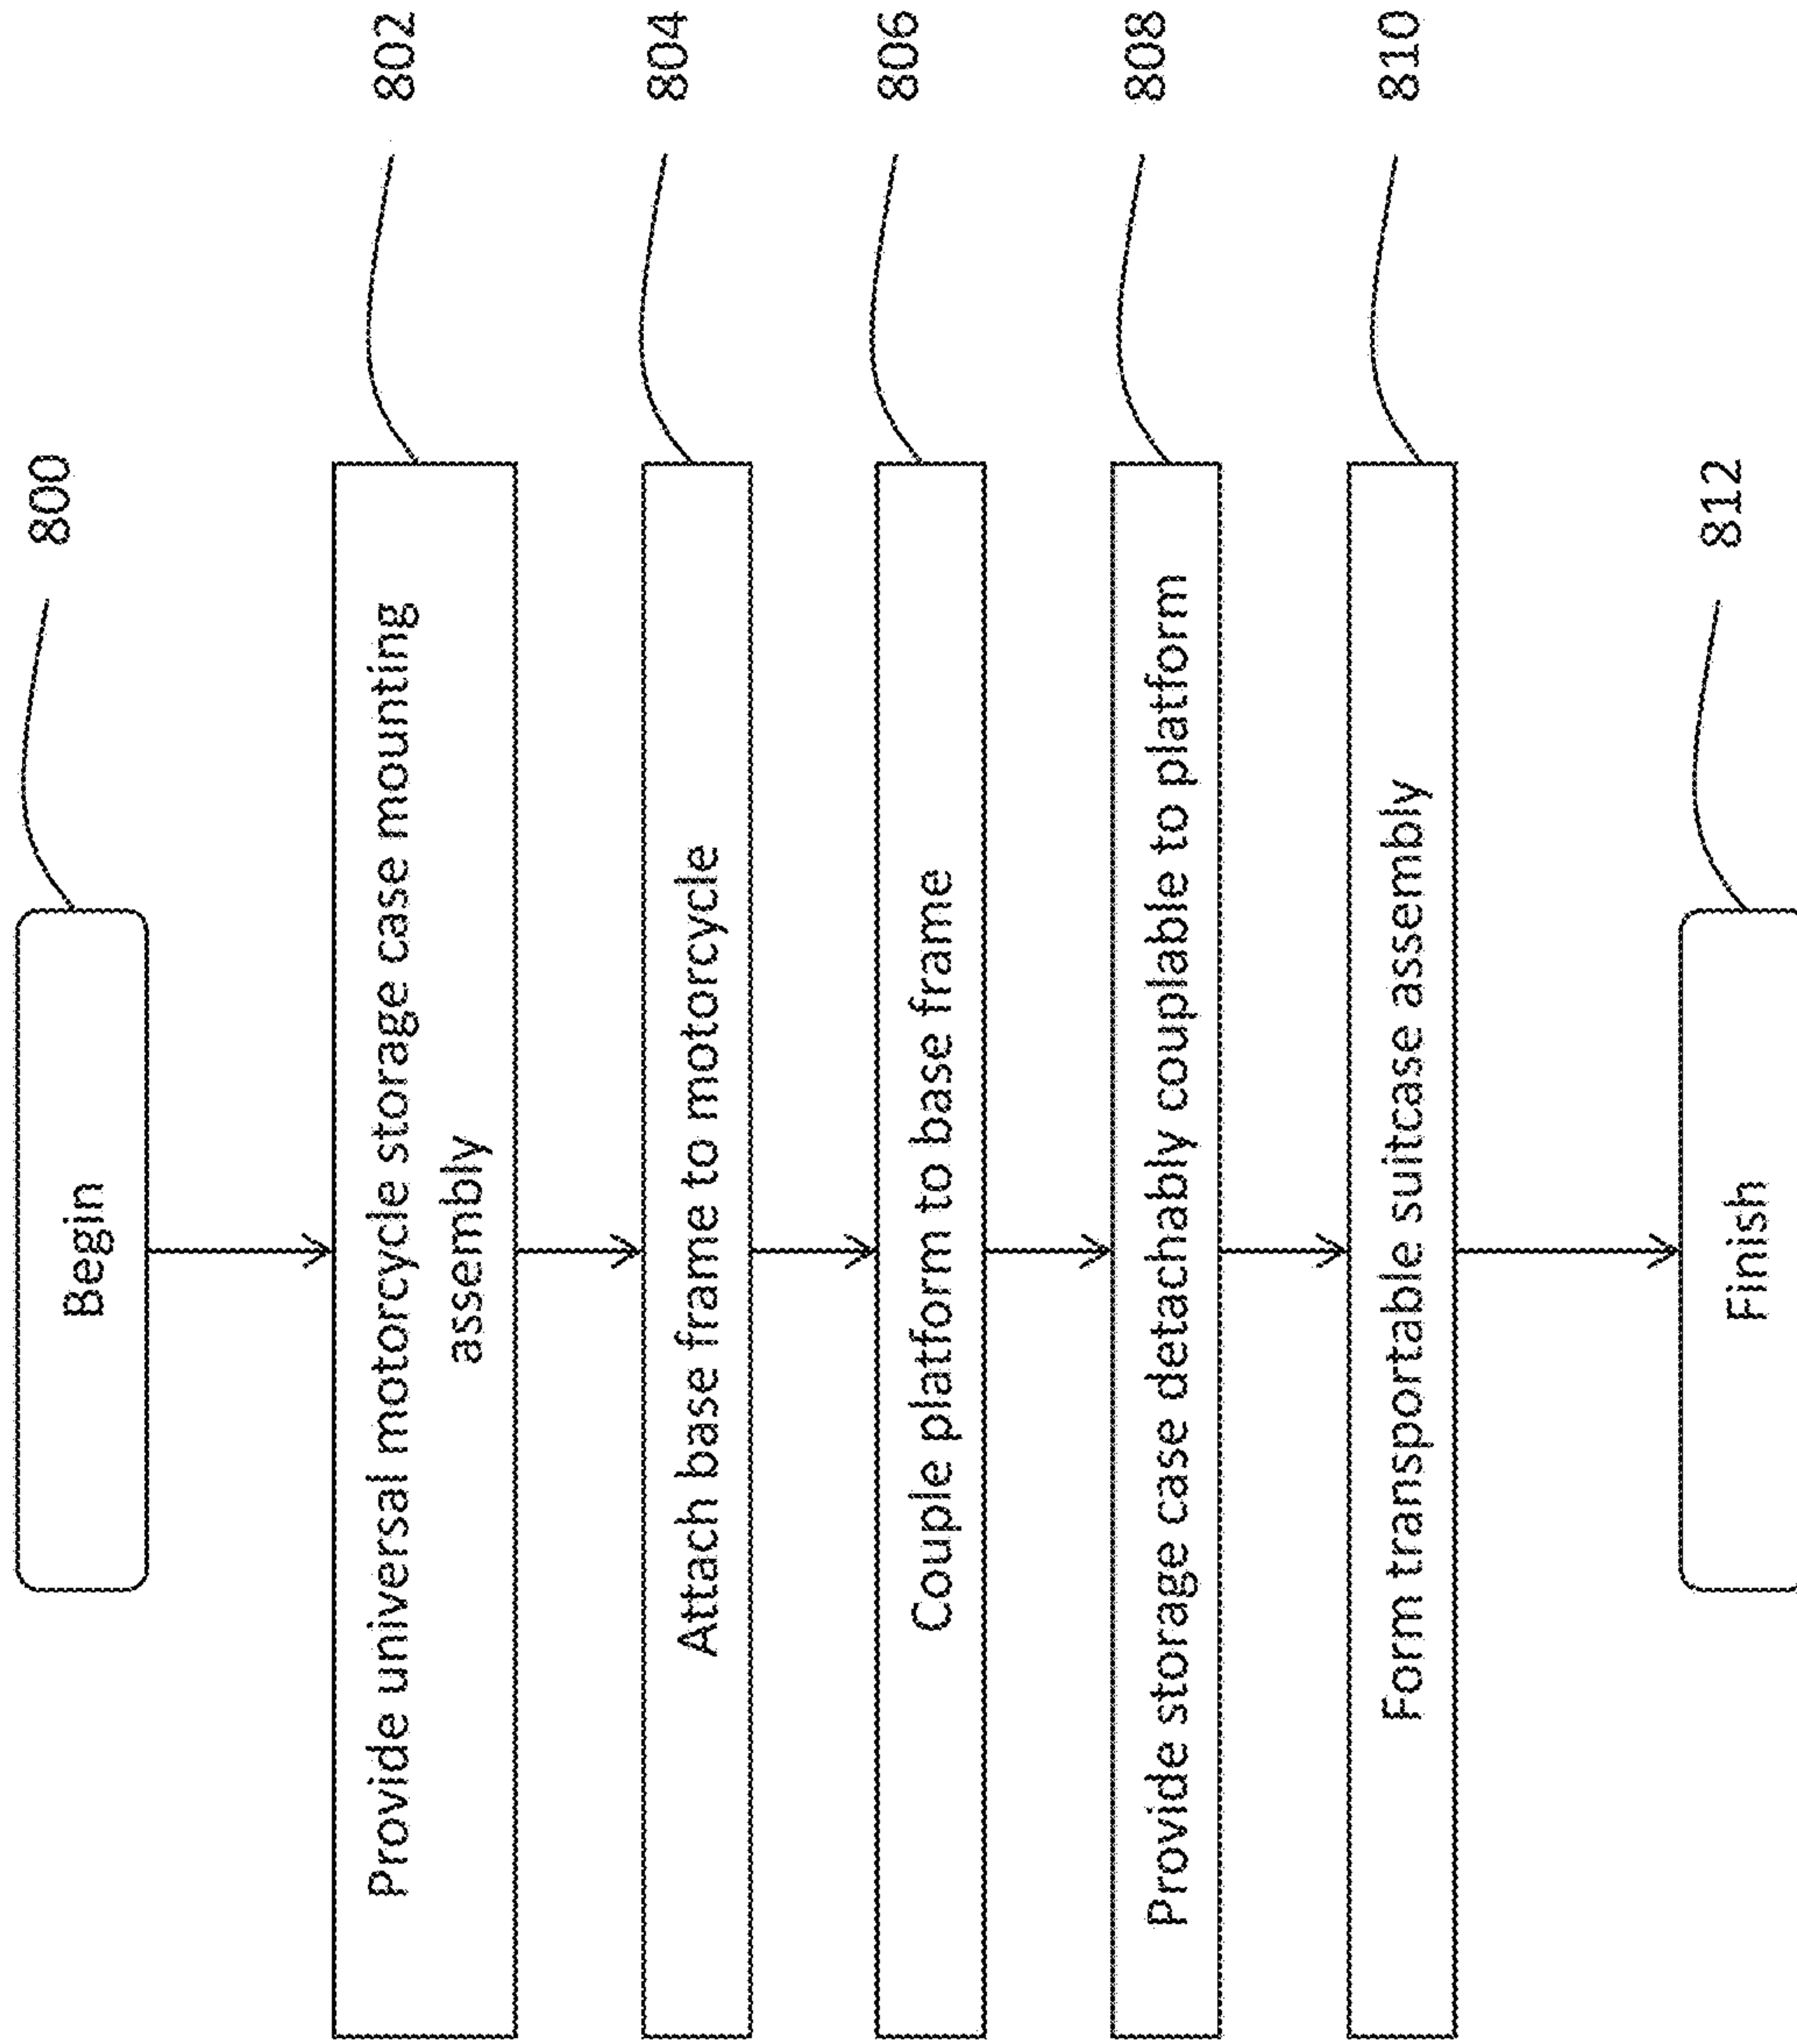 Begin
800
Provide universal motorcycle storage case mounting
assembly
802
Attach base frame to motorcycle
804
Couple platform to base frame
806
Provide storage case detachably couplable to platform
808
Form transportable suitcase assembly
810
Finish
812